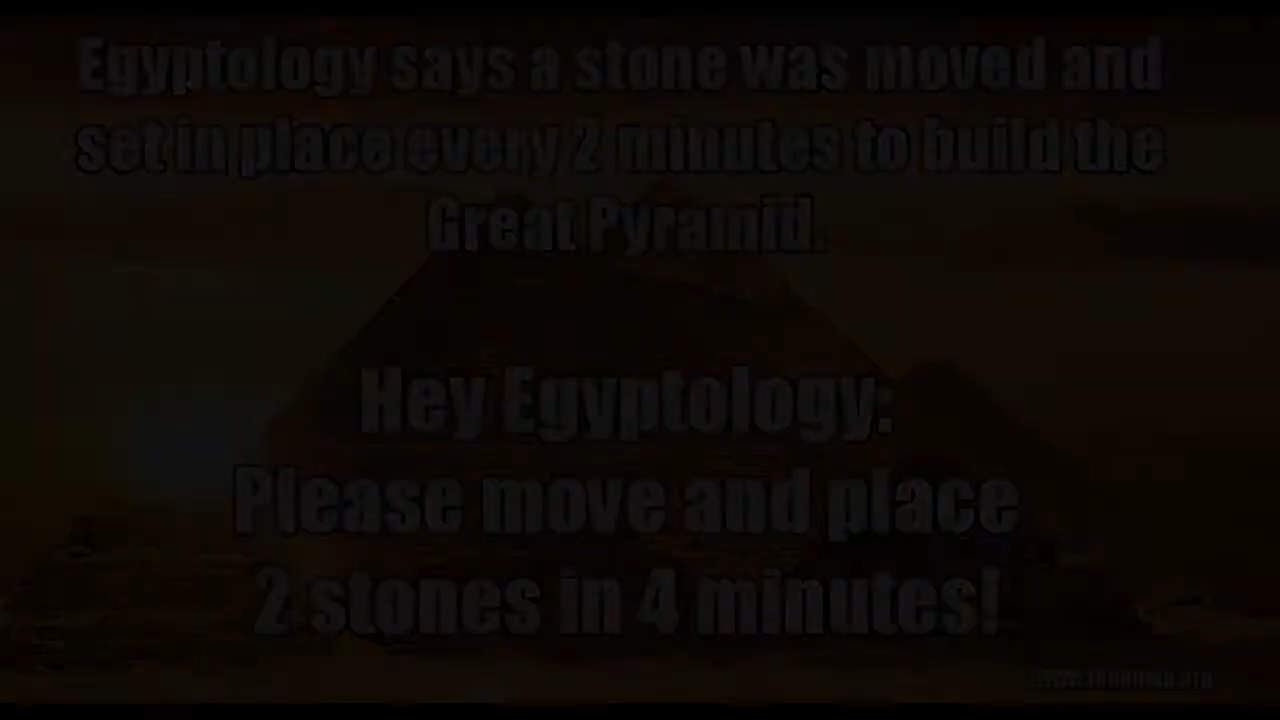 Egyptology says a stone was moved and
set in place every 2 minutes to build the
Great Pyramid.
Hey Egyptology:
Please move and place
2 stones in 4 minutes!